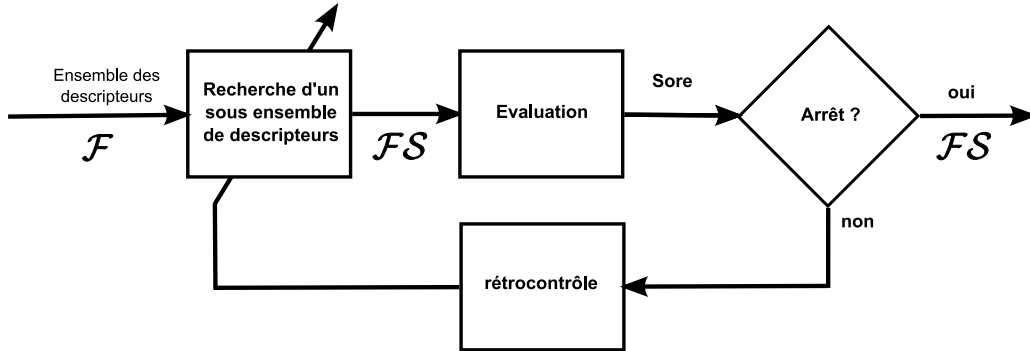 Ensemble des
descripteurs
ℱ
Recherche d'un
sous ensemble
de descripteurs
ℱ𝒮
Evaluation
Sore
Arrêt ?
oui
ℱ𝒮
non
rétrocontrôle